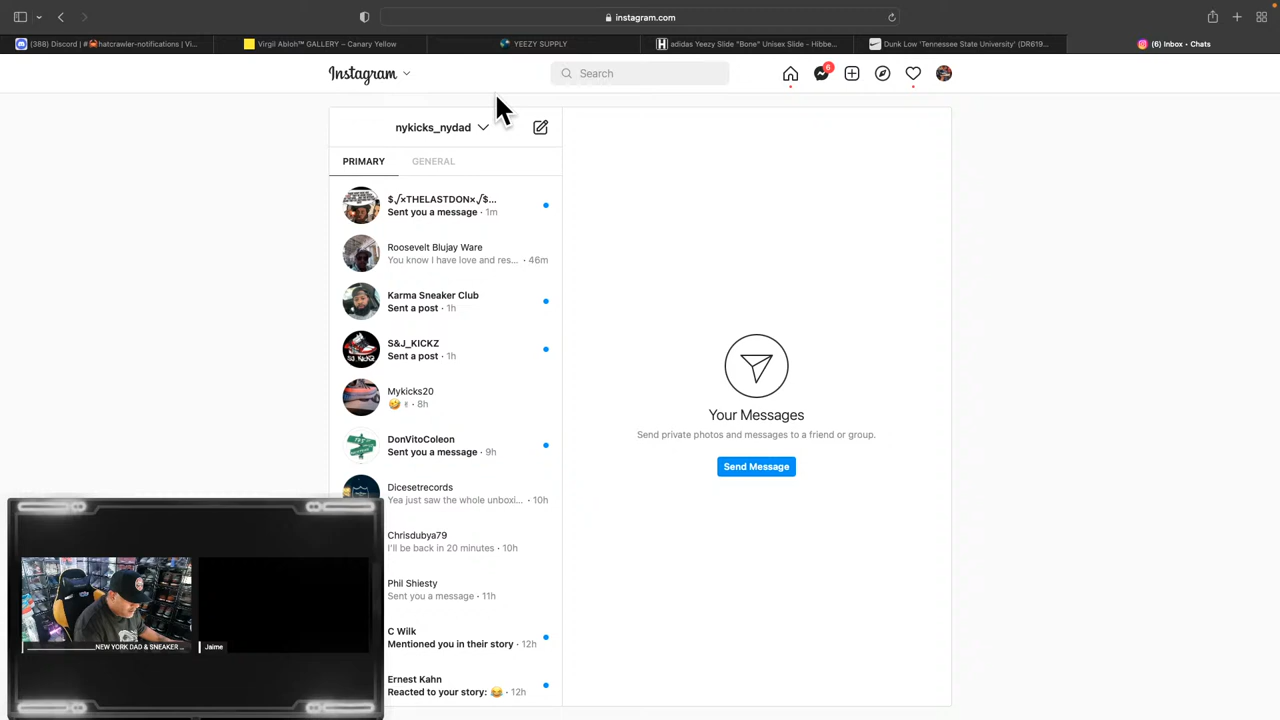 instagram.com
(388) Discord | #🦀hatcrawler-notifications | Vi...
Virgil Abloh™ GALLERY – Canary Yellow
YEEZY SUPPLY
adidas Yeezy Slide "Bone" Unisex Slide - Hibbe...
Dunk Low 'Tennessee State University' (DR619...
(6) Inbox • Chats
Instagram
Search
6
nykicks_nydad
PRIMARY
GENERAL
$√×THELASTDON×√$...
Sent you a message · 1m
Roosevelt Blujay Ware
You know I have love and res... · 46m
Karma Sneaker Club
Sent a post · 1h
S&J_KICKZ
Sent a post · 1h
Mykicks20
🤣 · 8h
DonVitoColeon
Sent you a message · 9h
Dicesetrecords
Yea just saw the whole unboxi... · 10h
Chrisdubya79
I'll be back in 20 minutes · 10h
Phil Shiesty
Sent you a message · 11h
C Wilk
Mentioned you in their story · 12h
Ernest Kahn
Reacted to your story: 😂 · 12h
Your Messages
Send private photos and messages to a friend or group.
Send Message
NEW YORK DAD & SNEAKER ...
Jaime